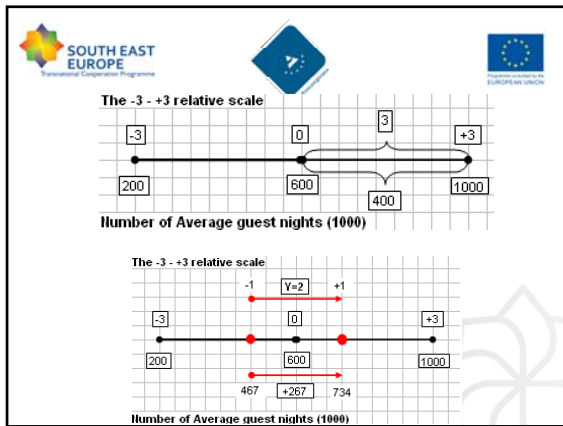 SOUTH EAST
EUROPE
Transnational Cooperation Programme
EUROPEAN UNION
The -3 - +3 relative scale
3
-3
0
+3
200
600
1000
400
Number of Average guest nights (1000)
The -3 - +3 relative scale
-1
Y=2
+1
-3
0
+3
200
600
1000
467
+267
734
Number of Average guest nights (1000)